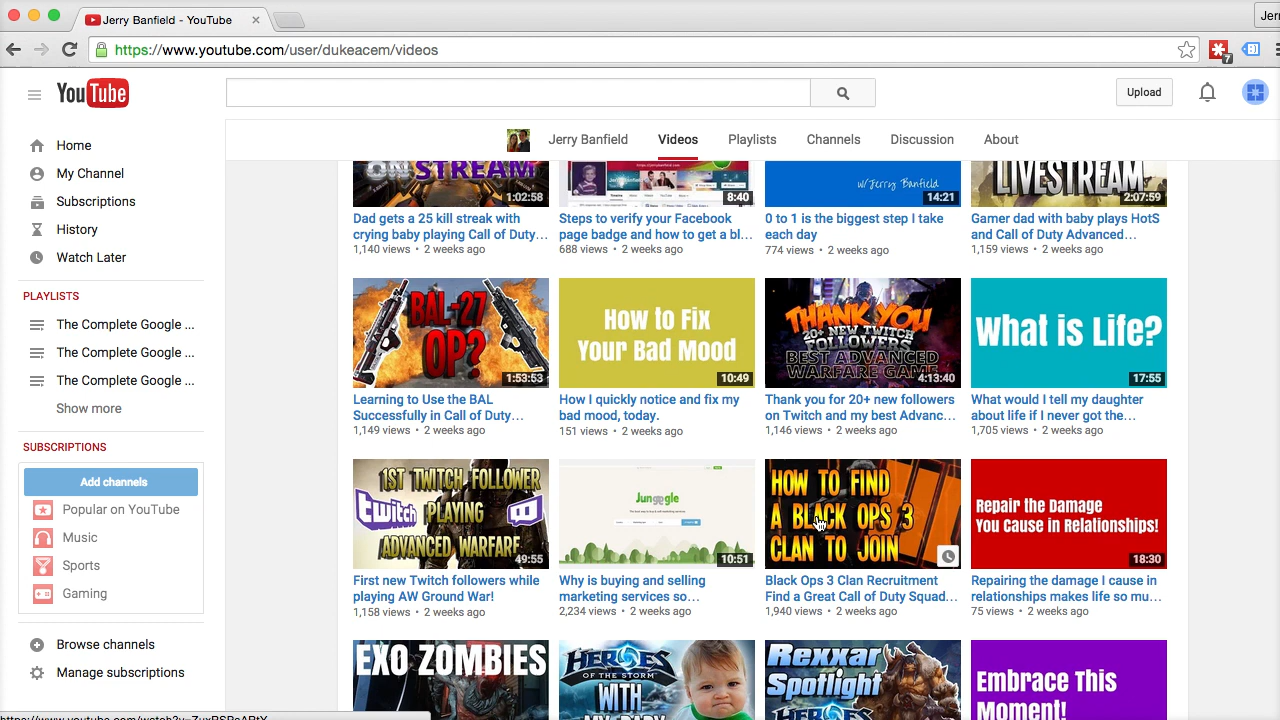 Jerry Banfield - YouTube
Jer
https://www.youtube.com/user/dukeacem/videos
7
YouTube
Upload
Jerry Banfield
Videos
Playlists
Channels
Discussion
About
Home
My Channel
Subscriptions
History
Watch Later
PLAYLISTS
The Complete Google ...
The Complete Google ...
The Complete Google ...
Show more
SUBSCRIPTIONS
Add channels
Popular on YouTube
Music
Sports
Gaming
Browse channels
Manage subscriptions
STREAM
1:02:58
8:40
w/Jerry Banfield
14:21
LIVESTREAM
2:07:59
Dad gets a 25 kill streak with
crying baby playing Call of Duty...
1,140 views • 2 weeks ago
Steps to verify your Facebook
page badge and how to get a bl...
688 views • 2 weeks ago
0 to 1 is the biggest step I take
each day
774 views • 2 weeks ago
Gamer dad with baby plays HotS
and Call of Duty Advanced...
1,159 views • 2 weeks ago
BAL-27
OP?
1:53:53
How to Fix
Your Bad Mood
10:49
THANK YOU
20+ NEW TWITCH
FOLLOWERS
BEST ADVANCED
WARFARE GAME
4:13:40
What is Life?
17:55
Learning to Use the BAL
Successfully in Call of Duty...
1,149 views • 2 weeks ago
How I quickly notice and fix my
bad mood, today.
151 views • 2 weeks ago
Thank you for 20+ new followers
on Twitch and my best Advanc...
1,146 views • 2 weeks ago
What would I tell my daughter
about life if I never got the...
1,705 views • 2 weeks ago
1ST TWITCH FOLLOWER
twitch PLAYING
ADVANCED WARFARE
49:55
Jungggle
10:51
HOW TO FIND
A BLACK OPS 3
CLAN TO JOIN
Repair the Damage
You Cause in Relationships!
18:30
First new Twitch followers while
playing AW Ground War!
1,158 views • 2 weeks ago
Why is buying and selling
marketing services so...
2,234 views • 2 weeks ago
Black Ops 3 Clan Recruitment
Find a Great Call of Duty Squad...
1,940 views • 2 weeks ago
Repairing the damage I cause in
relationships makes life so mu...
75 views • 2 weeks ago
EXO ZOMBIES
HEROES
OF THE STORM
WITH
MY BABY
Rexxar
Spotlight
HEROES
Embrace This
Moment!